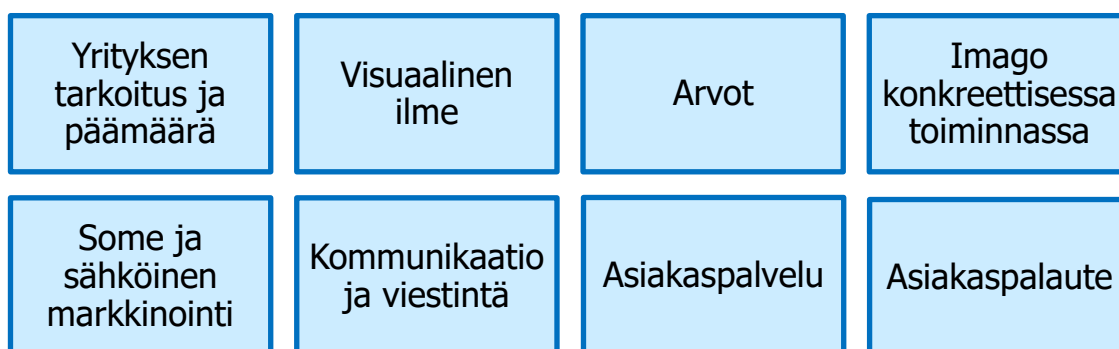 Yrityksen
tarkoitus ja
päämäärä
Visuaalinen
ilme
Arvot
Imago
konkreettisessa
toiminnassa
Some ja
sähköinen
markkinointi
Kommunikaatio
ja viestintä
Asiakaspalvelu
Asiakaspalaute